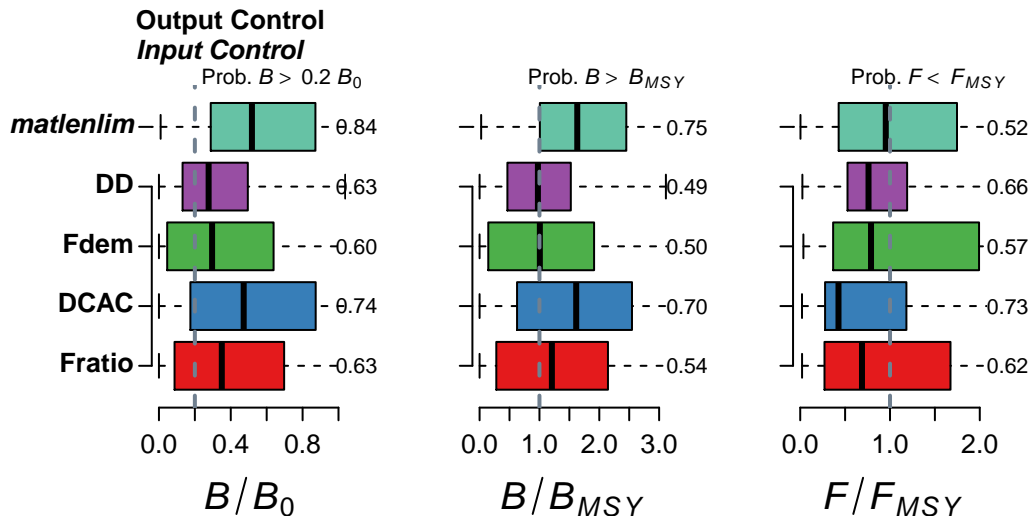 Output Control
Input Control
Prob. B > 0.2 B0
Prob. B > BMSY
Prob. F < FMSY
matlenlim
0.84
0.75
0.52
DD
0.63
0.49
0.66
Fdem
0.60
0.50
0.57
DCAC
0.74
0.70
0.73
Fratio
0.63
0.54
0.62
0.0 0.4 0.8
0.0 1.0 2.0 3.0
0.0 1.0 2.0
B/B0
B/BMSY
F/FMSY